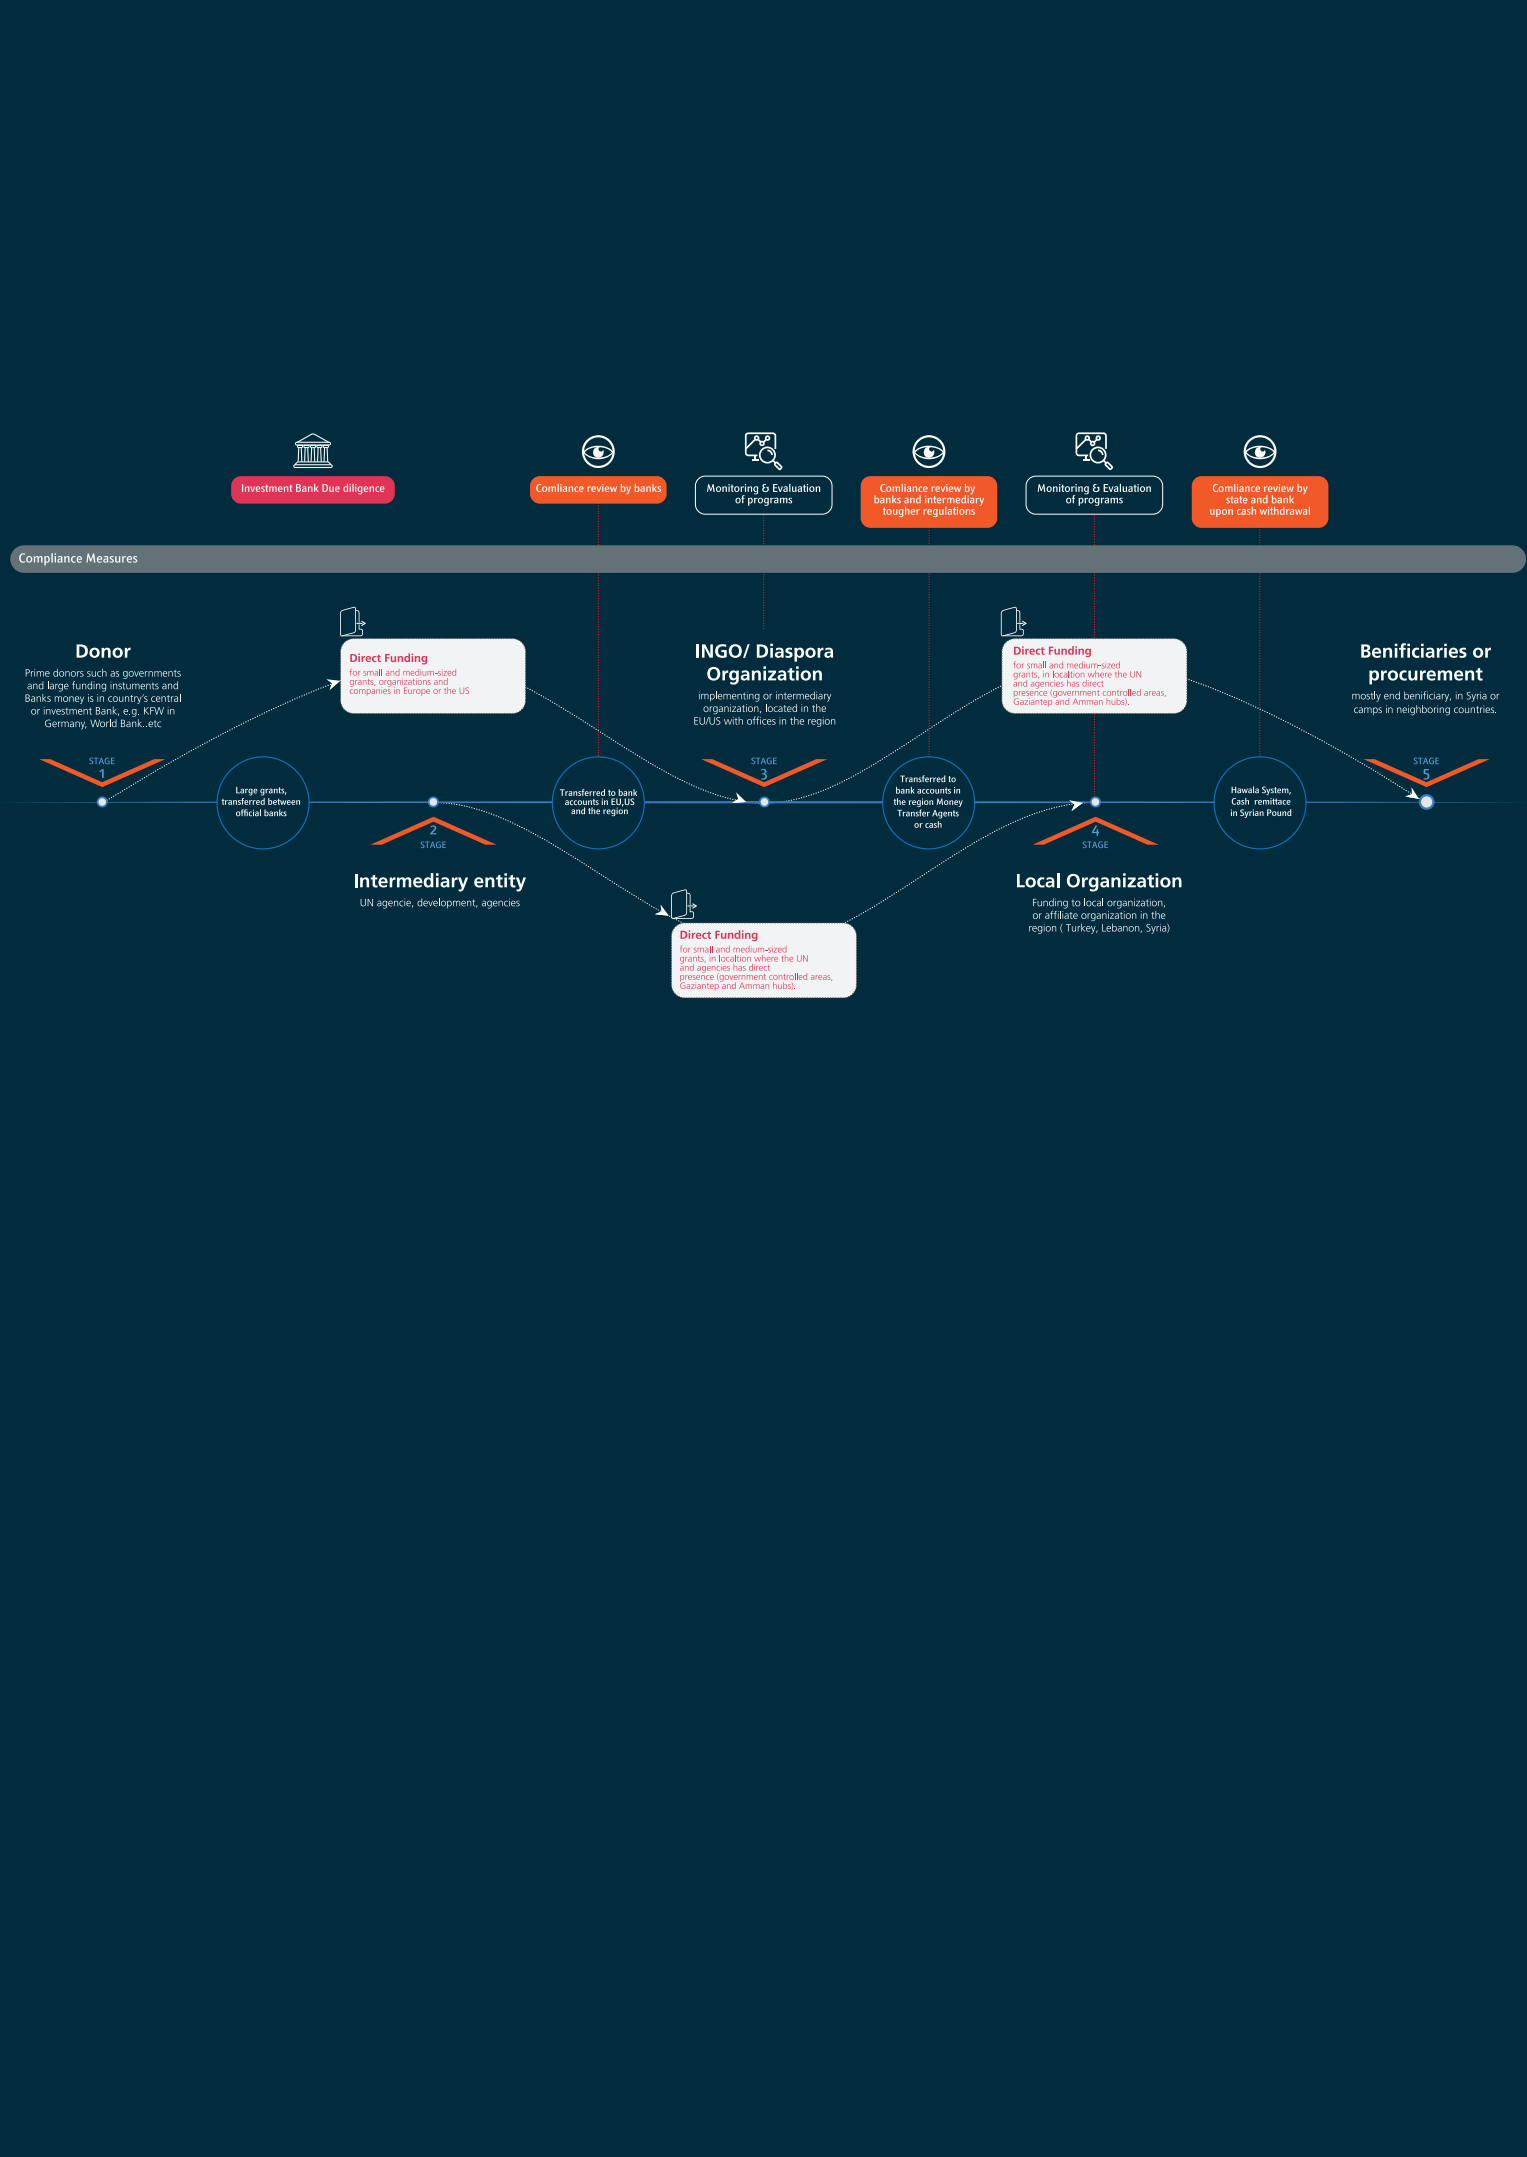 Investment Bank Due diligence
Comliance review by banks
Monitoring & Evaluation
of programs
Comliance review by
banks and intermediary
tougher regulations
Monitoring & Evaluation
of programs
Comliance review by
state and bank
upon cash withdrawal
Compliance Measures
Donor
Prime donors such as governments
and large funding instuments and
Banks money is in country's central
or investment Bank, e.g. KFW in
Germany, World Bank..etc
STAGE
1
Large grants,
transferred between
official banks
Direct Funding
for small and medium-sized
grants, organizations and
companies in Europe or the US
2
STAGE
Intermediary entity
UN agencie, development, agencies
Transferred to bank
accounts in EU,US
and the region
Direct Funding
for small and medium-sized
grants, in localtion where the UN
and agencies has direct
presence (government controlled areas,
Gaziantep and Amman hubs).
INGO/ Diaspora
Organization
implementing or intermediary
organization, located in the
EU/US with offices in the region
STAGE
3
Transferred to
bank accounts in
the region Money
Transfer Agents
or cash
Direct Funding
for small and medium-sized
grants, in localtion where the UN
and agencies has direct
presence (government controlled areas,
Gaziantep and Amman hubs).
4
STAGE
Local Organization
Funding to local organization,
or affiliate organization in the
region ( Turkey, Lebanon, Syria)
Hawala System,
Cash remittace
in Syrian Pound
Benificiaries or
procurement
mostly end benificiary, in Syria or
camps in neighboring countries.
STAGE
5